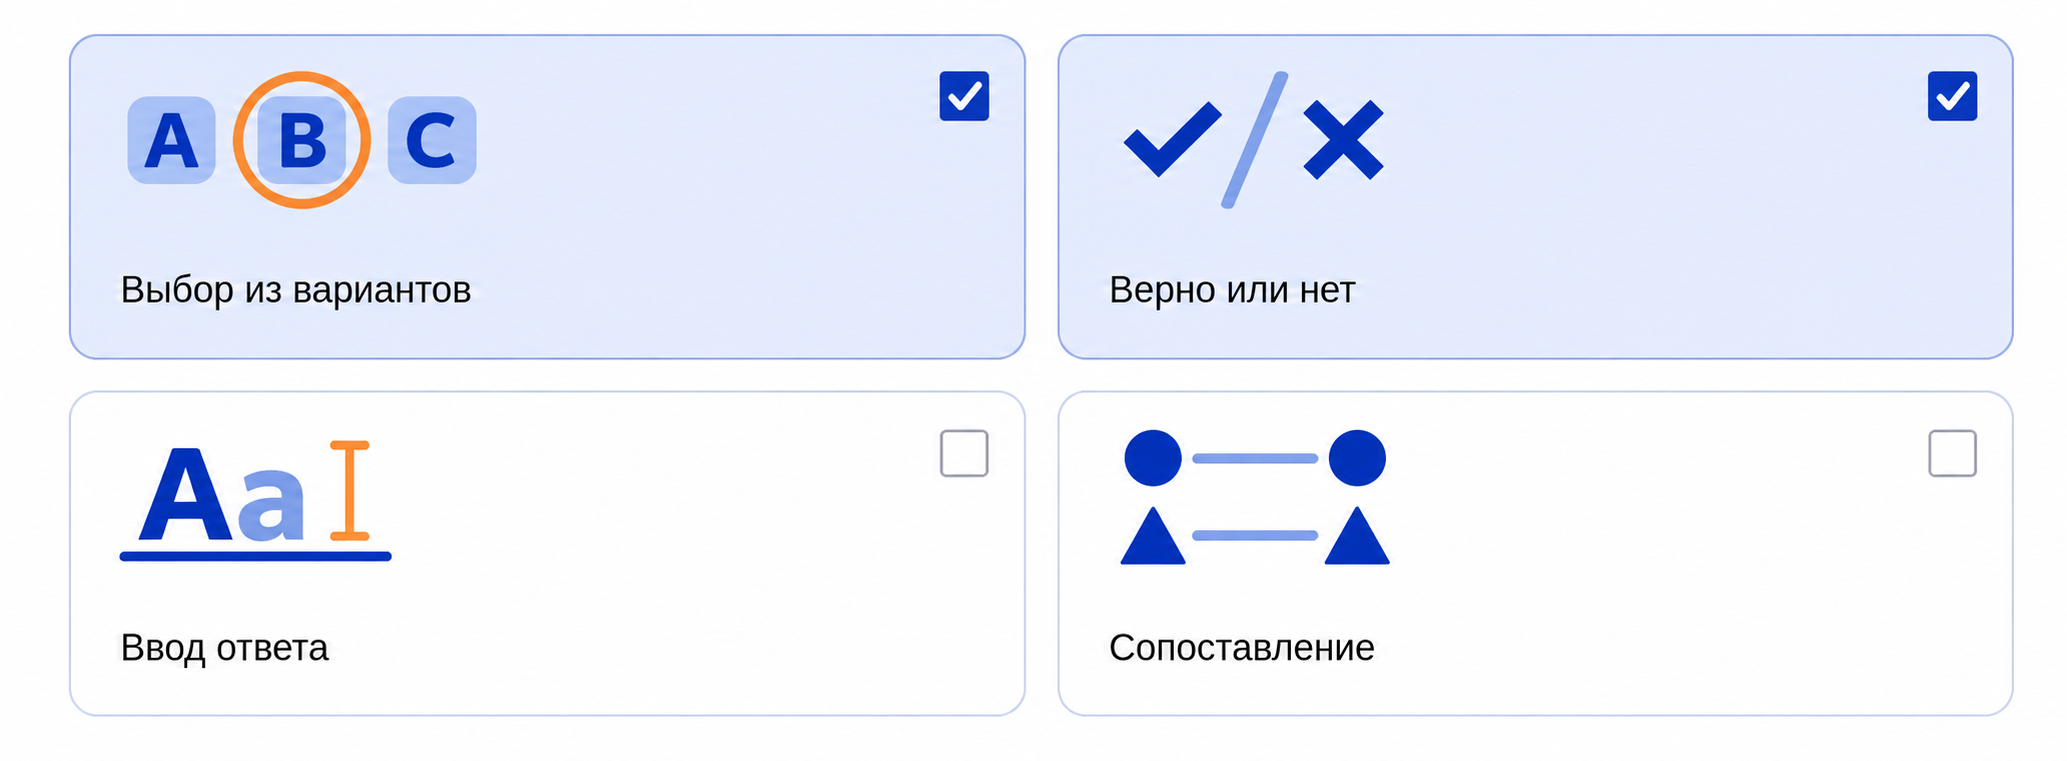 A B C
Выбор из вариантов
Верно или нет
Aa
Ввод ответа
Сопоставление